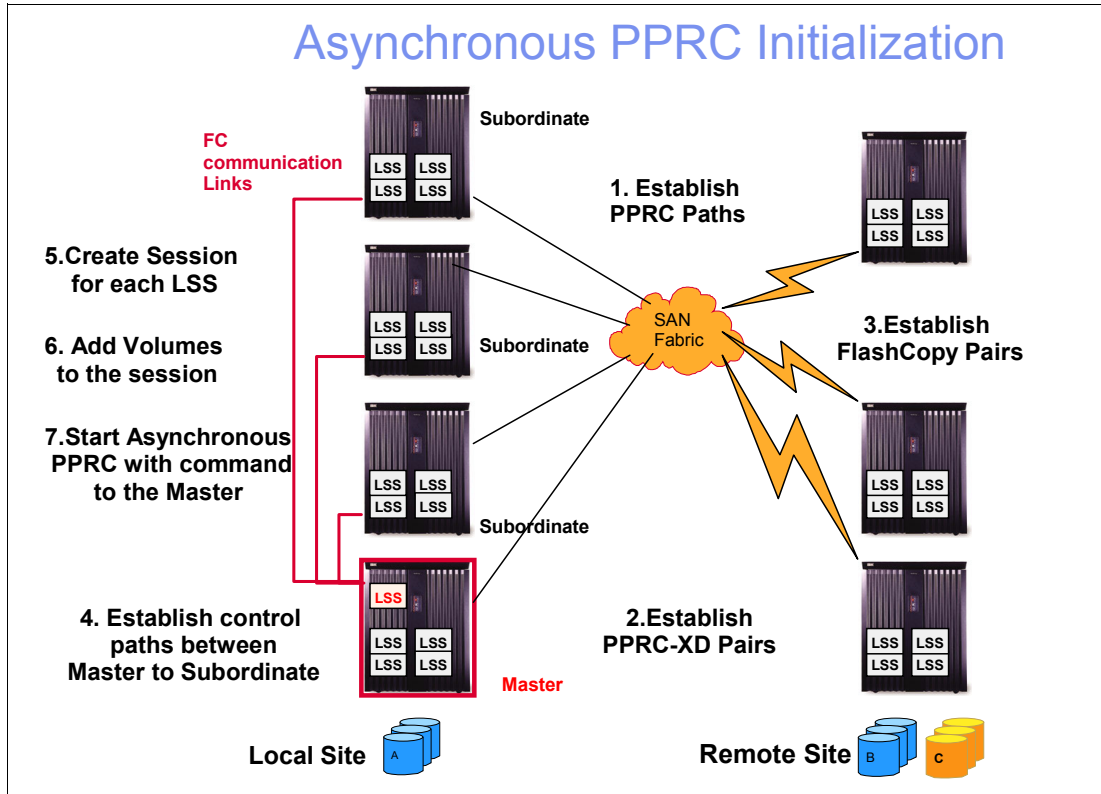 Asynchronous PPRC Initialization
Subordinate
FC
communication
Links
LSS LSS
LSS LSS
1. Establish
PPRC Paths
LSS LSS
LSS LSS
5.Create Session
for each LSS
6. Add Volumes
to the session
LSS LSS
LSS LSS
Subordinate
SAN
Fabric
3.Establish
FlashCopy Pairs
7.Start Asynchronous
PPRC with command
to the Master
LSS LSS
LSS LSS
Subordinate
LSS LSS
LSS LSS
4. Establish control
paths between
Master to Subordinate
LSS
LSS LSS
LSS LSS
Master
2.Establish
PPRC-XD Pairs
LSS LSS
LSS LSS
Local Site
A
Remote Site
B
C